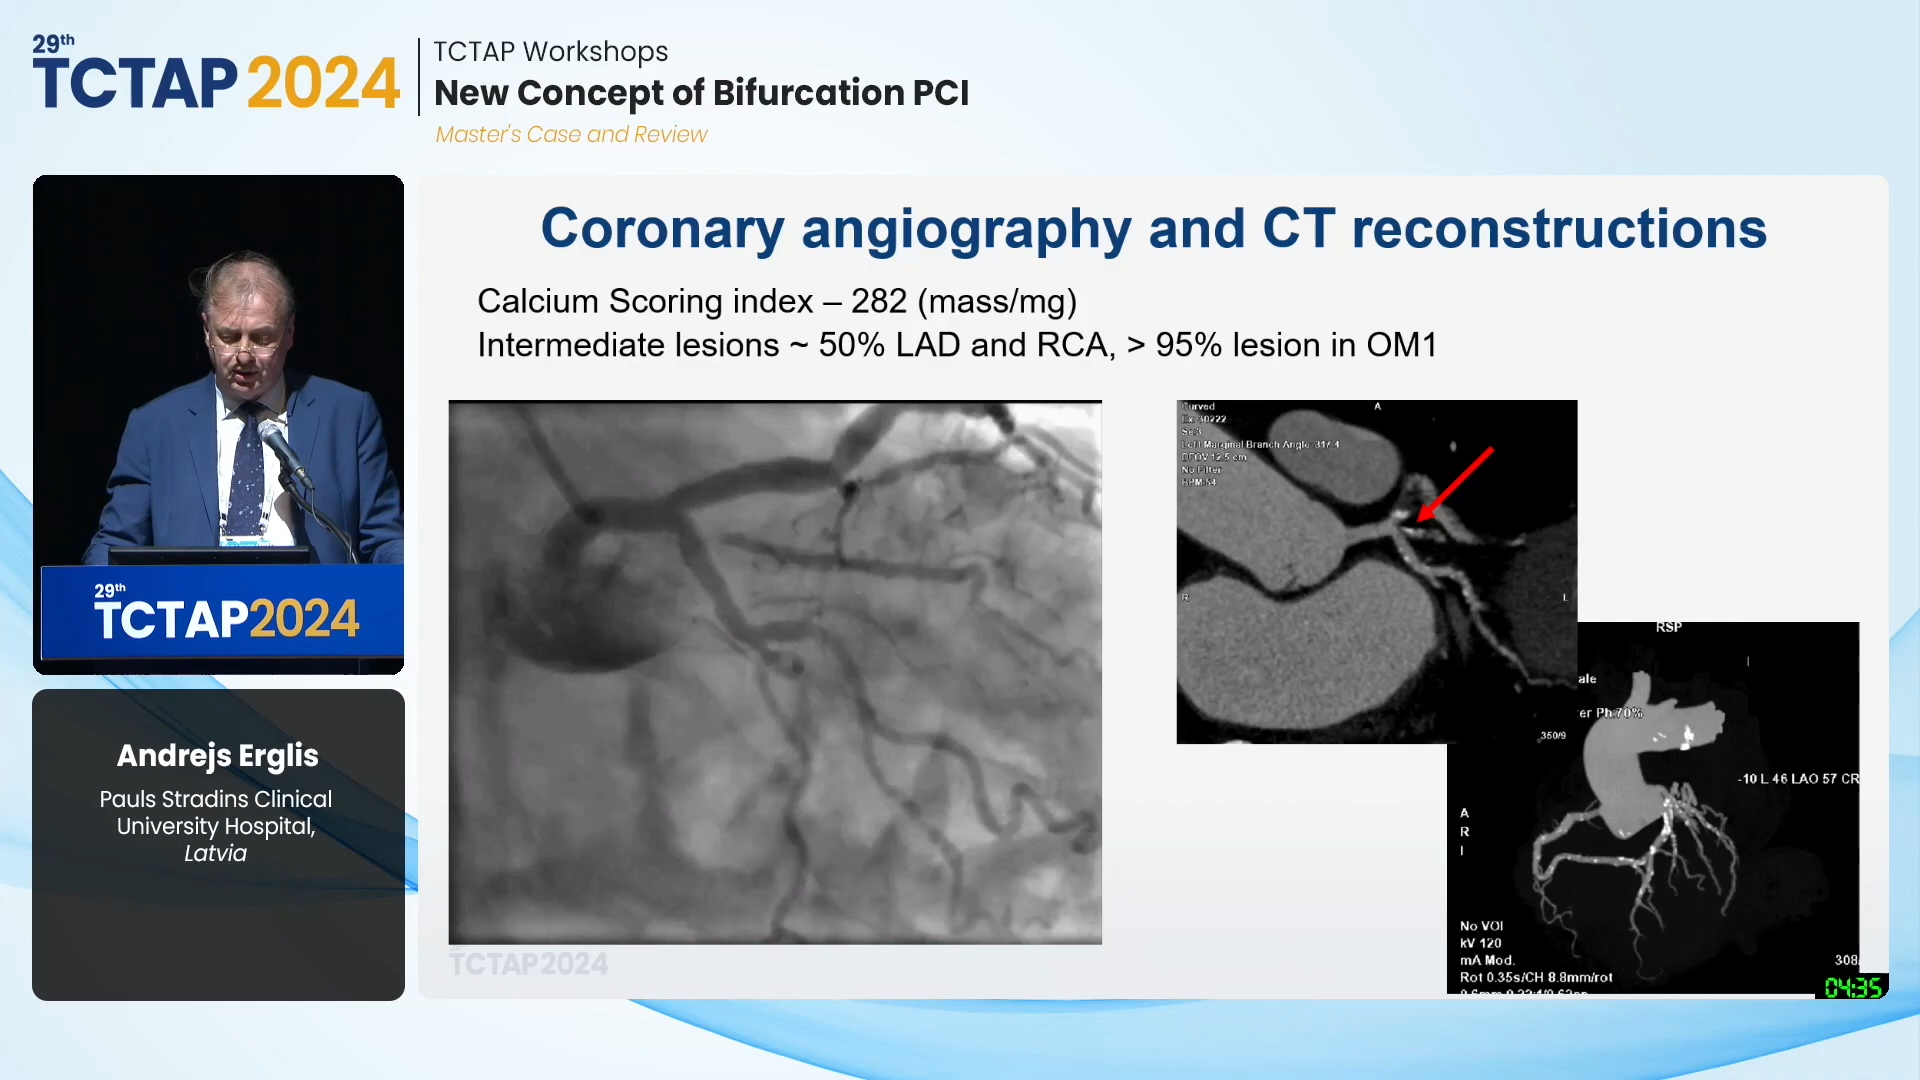 29th
TCTAP 2024
TCTAP Workshops
New Concept of Bifurcation PCI
Master's Case and Review
Coronary angiography and CT reconstructions
Calcium Scoring index – 282 (mass/mg)
Intermediate lesions ~ 50% LAD and RCA, > 95% lesion in OM1
Curved
Ex:30222
Se:3
Left Marginal Branch Angle: 317.4
DFOV 12.5 cm
No Filter
BPM:54
A
R
L
350/9
RSP
ale
er Ph:70%
-10 L 46 LAO 57 CR
A
R
I
No VOI
kV 120
mA Mod.
Rot 0.35s/CH 8.8mm/rot
308
04:35
29th
TCTAP2024
Andrejs Erglis
Pauls Stradins Clinical
University Hospital,
Latvia
TCTAP2024